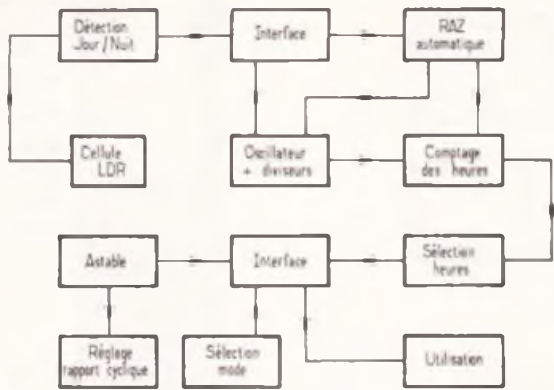 Détection
Jour/Nuit
Interface
RAZ
automatique
Cellule
LDR
Oscillateur
+ diviseurs
Comptage
des heures
Astable
Interface
Sélection
heures
Réglage
rapport cyclique
Sélection
mode
Utilisation